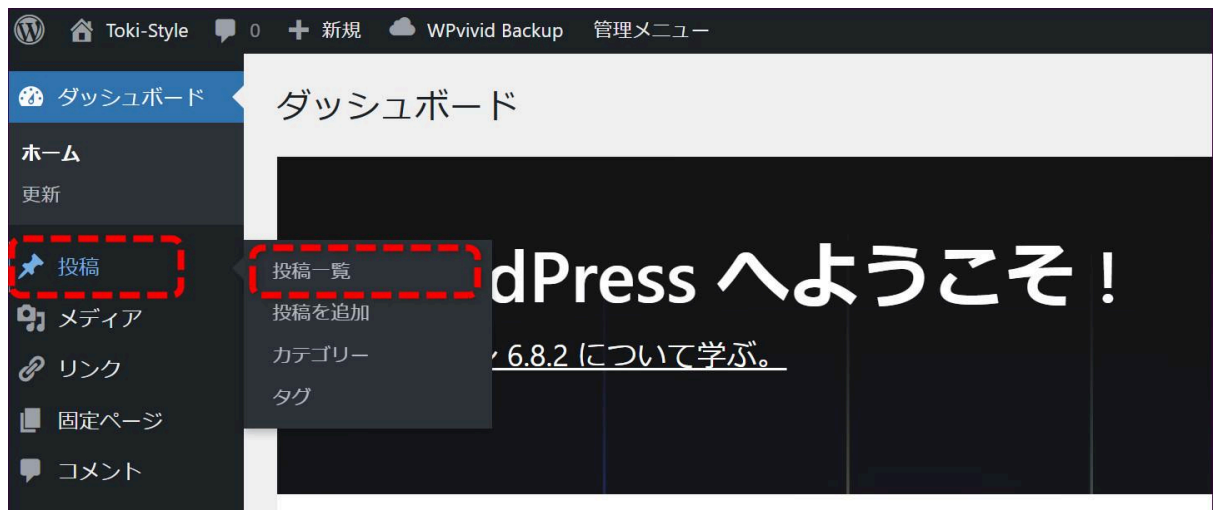 Toki-Style 0 新規 WPvivid Backup 管理メニュー
ダッシュボード
ダッシュボード
ホーム
更新
投稿
投稿一覧
投稿を追加
カテゴリー
タグ
メディア
リンク
固定ページ
コメント
dPress へようこそ！
6.8.2 について学ぶ。